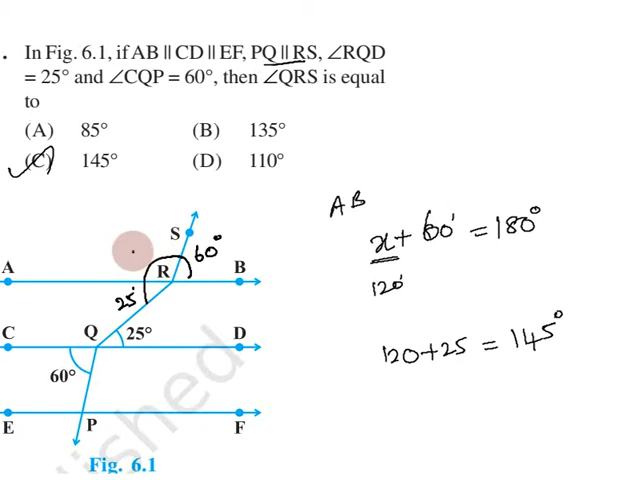 . In Fig. 6.1, if AB || CD || EF, PQ || RS, ∠RQD
= 25° and ∠CQP = 60°, then ∠QRS is equal
to
(A) 85° (B) 135°
(C) 145° (D) 110°
AB
x + 60° = 180°
120°
120 + 25 = 145°
S
60°
A R B
25°
C Q 25° D
60°
E P F
Fig. 6.1
lished